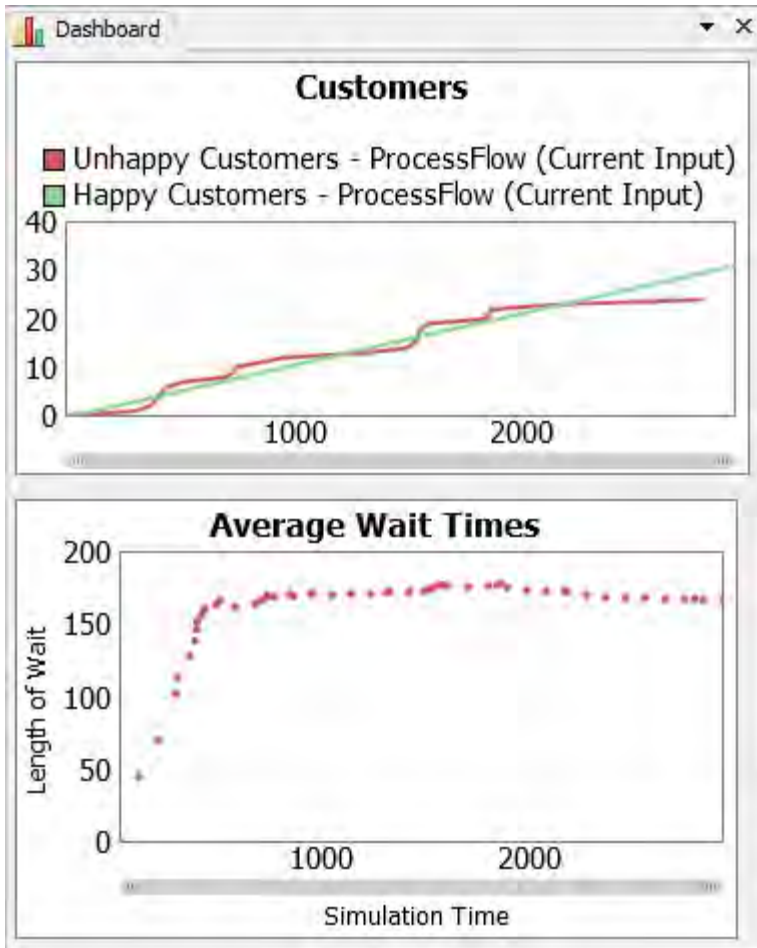 Dashboard
Customers
Unhappy Customers - ProcessFlow (Current Input)
Happy Customers - ProcessFlow (Current Input)
40
30
20
10
0
1000 2000
Average Wait Times
200
150
100
50
0
Length of Wait
1000 2000
Simulation Time